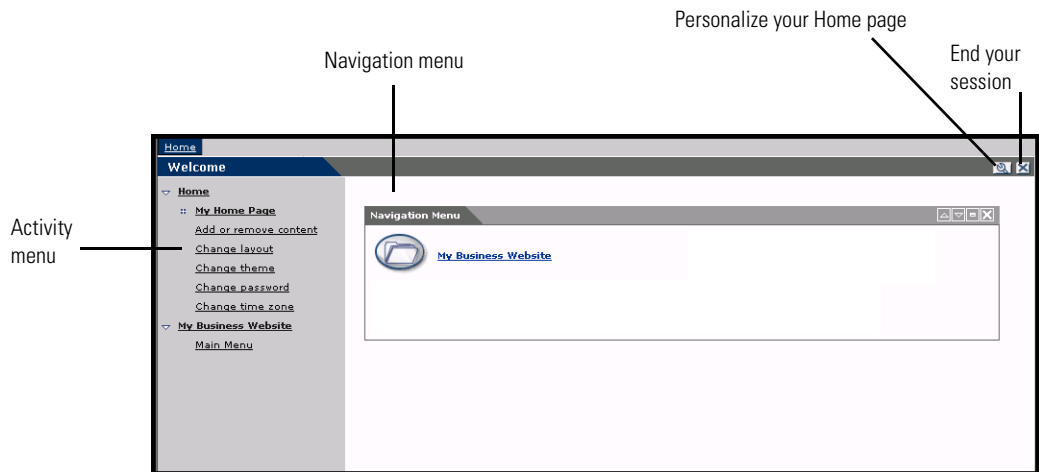 Personalize your Home page
End your
session
Navigation menu
Home
Welcome
Home
My Home Page
Add or remove content
Change layout
Change theme
Change password
Change time zone
My Business Website
Main Menu
Activity
menu
Navigation Menu
My Business Website